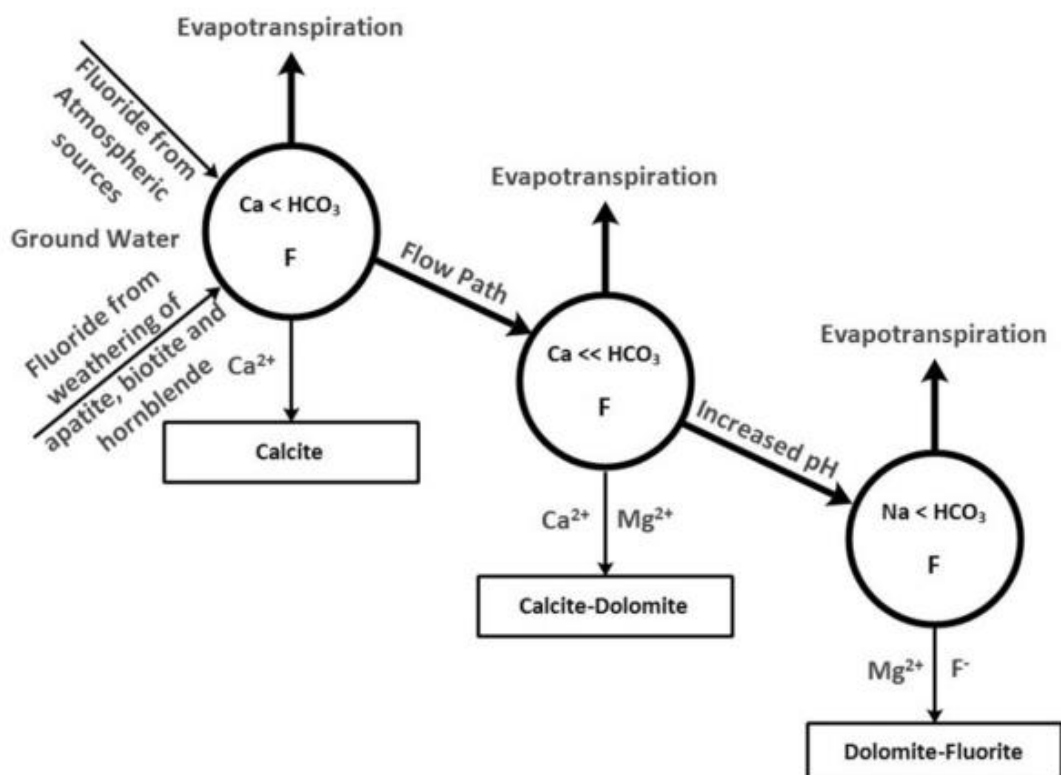 Evapotranspiration
Fluoride from
Atmospheric
sources
Ca < HCO₃
F
Ground Water
Fluoride from
weathering of
apatite, biotite and
hornblende
Ca²⁺
Calcite
Flow Path
Evapotranspiration
Ca << HCO₃
F
Ca²⁺ Mg²⁺
Calcite-Dolomite
Increased pH
Evapotranspiration
Na < HCO₃
F
Mg²⁺ F⁻
Dolomite-Fluorite